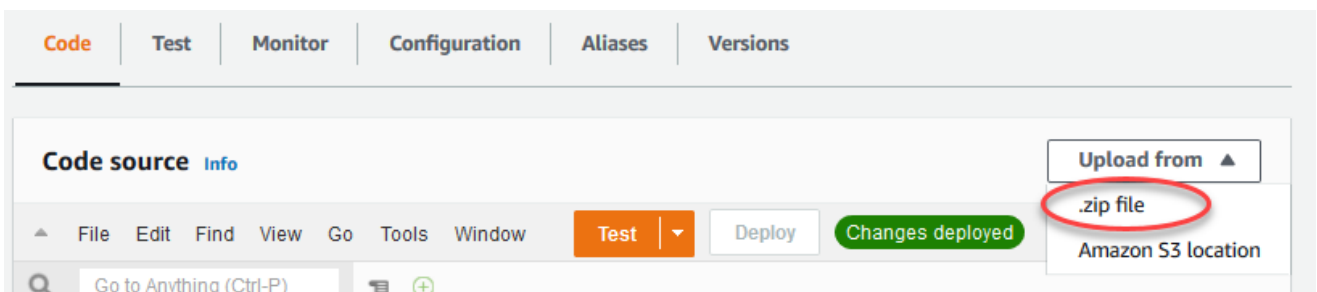 Code Test Monitor Configuration Aliases Versions
Code source Info
Upload from
.zip file
Amazon S3 location
File Edit Find View Go Tools Window Test Deploy Changes deployed
Go to Anything (Ctrl-P)